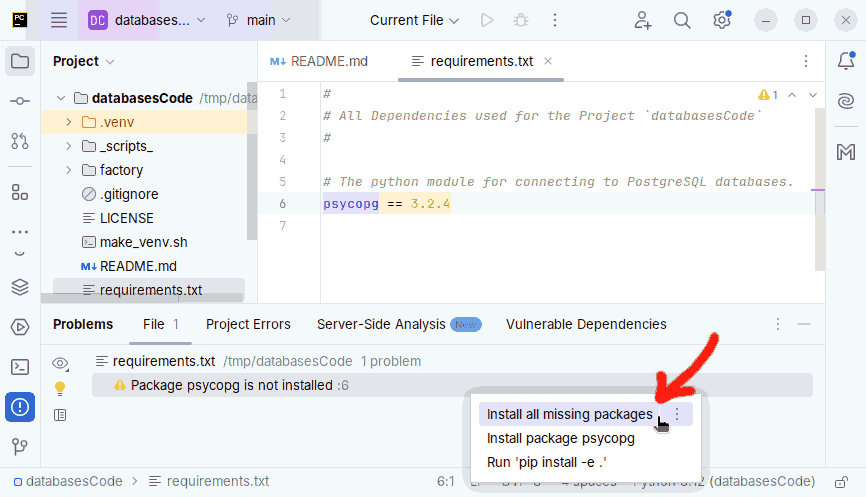 PC
DC databases... main Current File
Project
databasesCode /tmp/data
.venv
_scripts_
factory
.gitignore
LICENSE
make_venv.sh
M↓ README.md
requirements.txt
M↓ README.md requirements.txt
1 #
2 # All Dependencies used for the Project `databasesCode`
3 #
4
5 # The python module for connecting to PostgreSQL databases.
6 psycopg == 3.2.4
7
1
Problems File 1 Project Errors Server-Side Analysis New Vulnerable Dependencies
requirements.txt /tmp/databasesCode 1 problem
Package psycopg is not installed :6
Install all missing packages
Install package psycopg
Run 'pip install -e .'
databasesCode > requirements.txt 6:1 4 spaces (databasesCode)